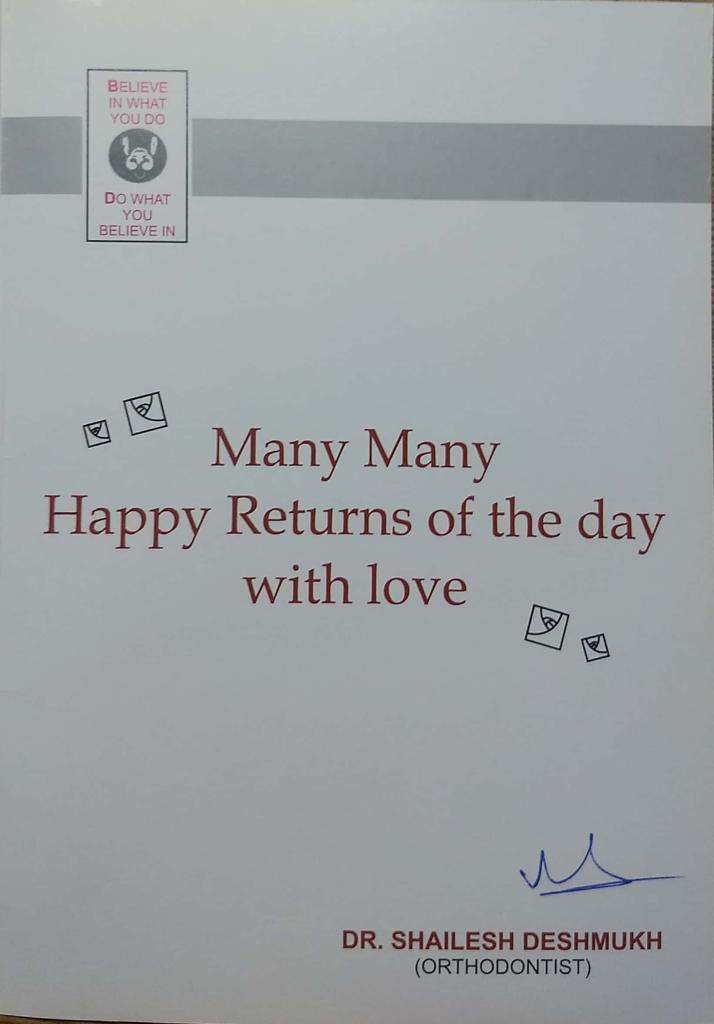 BELIEVE
IN WHAT
YOU DO
DO WHAT
YOU
BELIEVE IN
Many Many
Happy Returns of the day
with love
DR. SHAILESH DESHMUKH
(ORTHODONTIST)